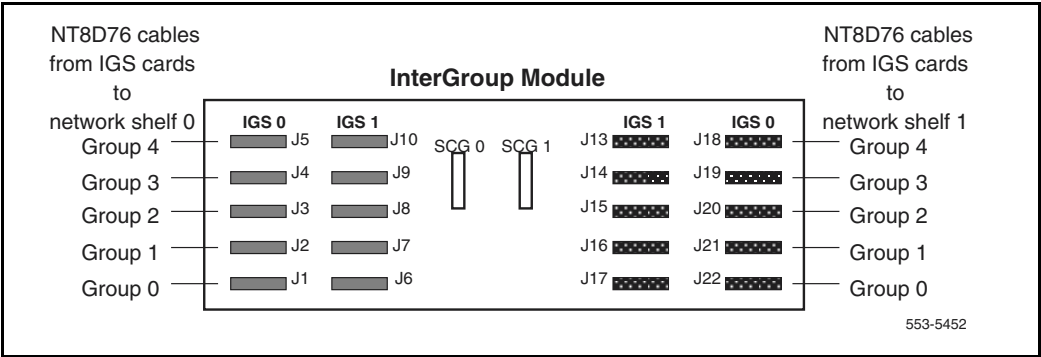 NT8D76 cables
from IGS cards
to
network shelf 0
InterGroup Module
NT8D76 cables
from IGS cards
to
network shelf 1
IGS 0 IGS 1 IGS 1 IGS 0
SCG 0 SCG 1
Group 4 J5 J10 J13 J18 Group 4
Group 3 J4 J9 J14 J19 Group 3
Group 2 J3 J8 J15 J20 Group 2
Group 1 J2 J7 J16 J21 Group 1
Group 0 J1 J6 J17 J22 Group 0
553-5452